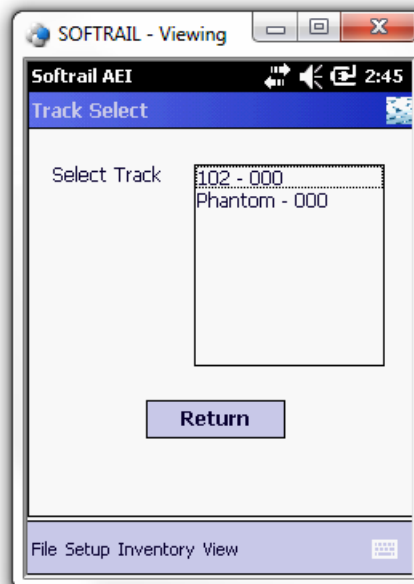 SOFTRAIL - Viewing
Softrail AEI 2:45
Track Select
Select Track
102 - 000
Phantom - 000
Return
File Setup Inventory View